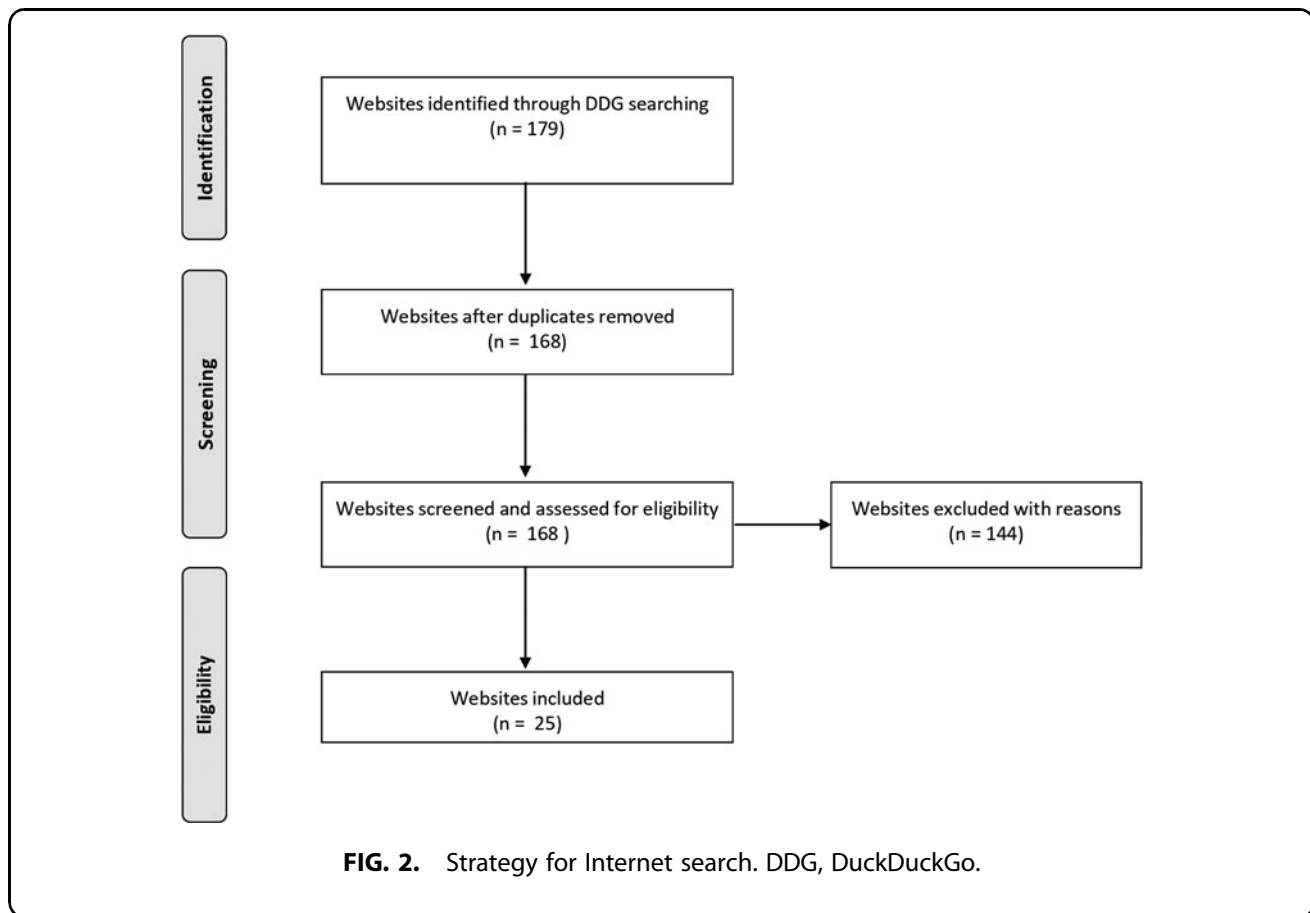 Identification
Websites identified through DDG searching
(n = 179)
Screening
Websites after duplicates removed
(n = 168)
Websites screened and assessed for eligibility
(n = 168 )
Websites excluded with reasons
(n = 144)
Eligibility
Websites included
(n = 25)
FIG. 2. Strategy for Internet search. DDG, DuckDuckGo.